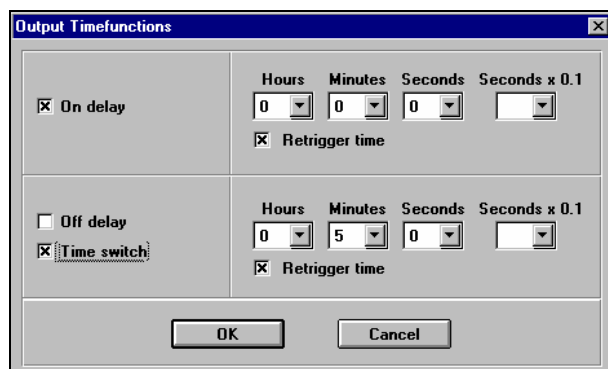 Output Timefunctions
Hours Minutes Seconds Seconds x 0.1
On delay 0 0 0
Retrigger time
Off delay
Hours Minutes Seconds Seconds x 0.1
Time switch 0 5 0
Retrigger time
OK Cancel